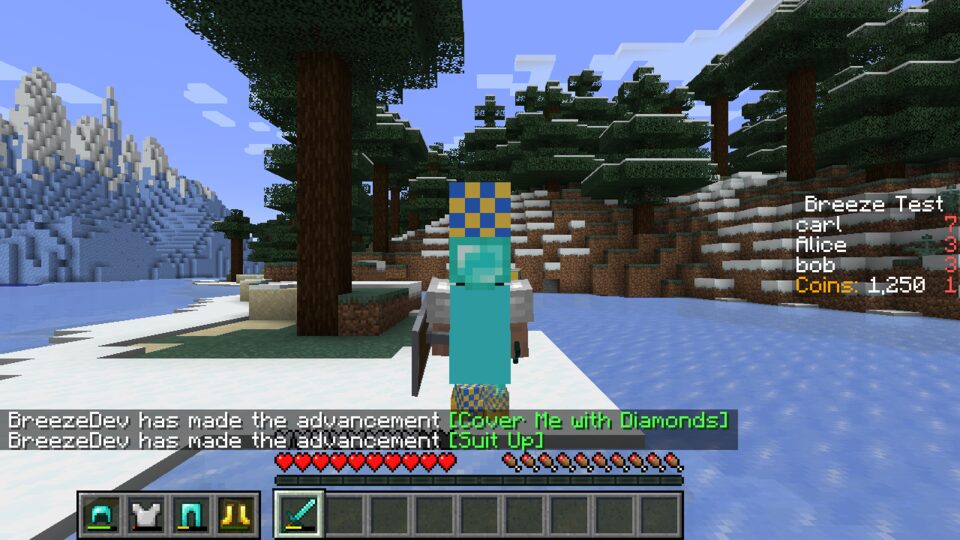 Breeze Test
carl 7
Alice 3
bob 3
Coins: 1,250 1
BreezeDev has made the advancement [Cover Me with Diamonds]
BreezeDev has made the advancement [Suit Up]